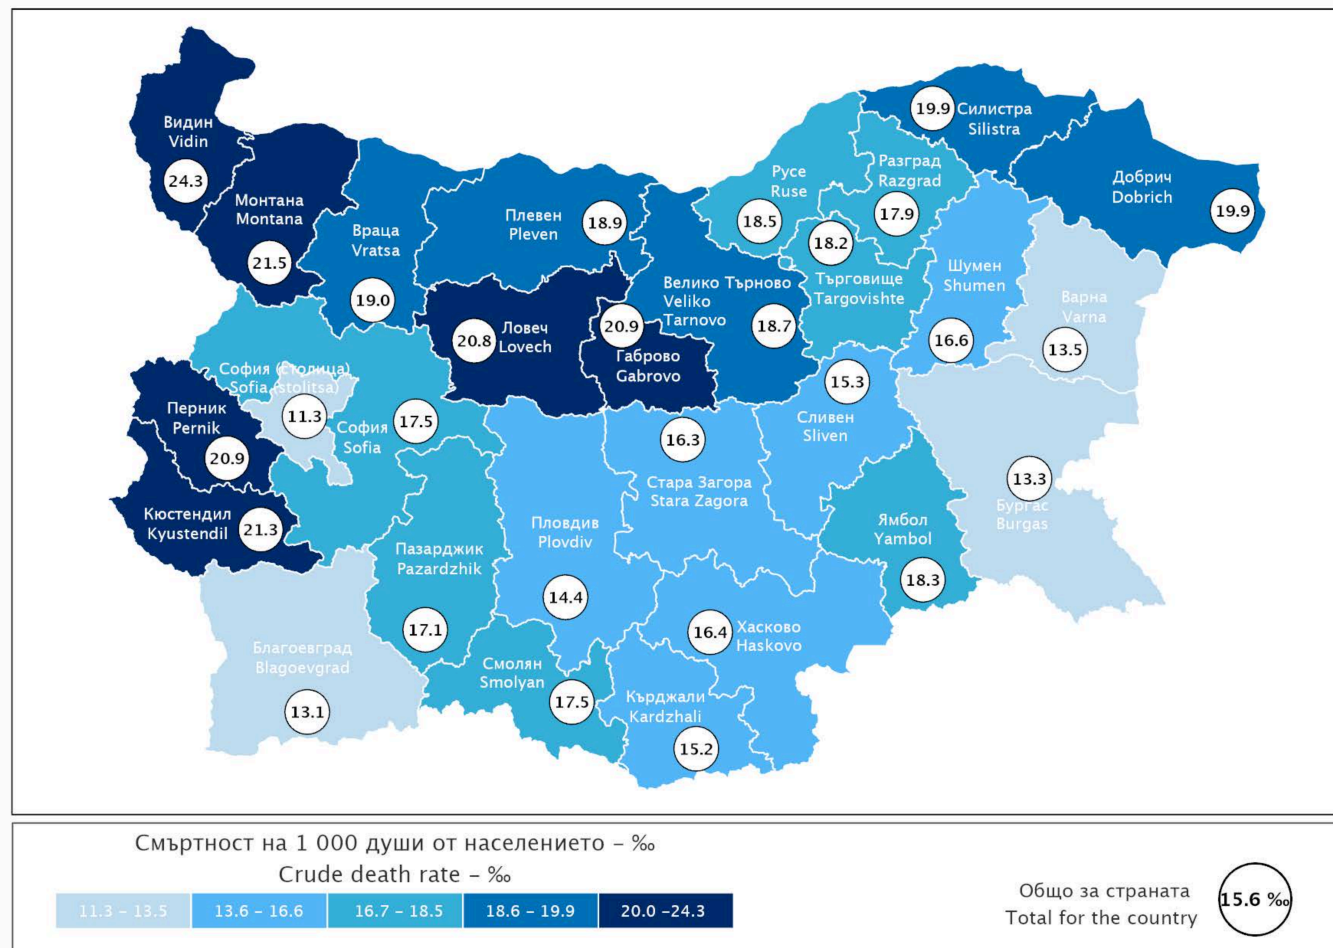 Видин
Vidin
24.3
Монтана
Montana
21.5
Враца
Vratsa
19.0
Плевен
Pleven
18.9
Ловеч
Lovech
20.8
Габрово
Gabrovo
20.9
Велико Търново
Veliko
Tarnovo
18.7
Русе
Ruse
18.5
Разград
Razgrad
17.9
18.2
Търговище
Targovishte
19.9
Силистра
Silistra
Добрич
Dobrich
19.9
Шумен
Shumen
16.6
Варна
Varna
13.5
София (столица)
Sofia (stolitsa)
11.3
София
Sofia
17.5
Перник
Pernik
20.9
Кюстендил
Kyustendil
21.3
Благоевград
Blagoevgrad
13.1
Пазарджик
Pazardzhik
17.1
Пловдив
Plovdiv
14.4
Смолян
Smolyan
17.5
16.3
Стара Загора
Stara Zagora
15.3
Сливен
Sliven
Ямбол
Yambol
18.3
13.3
Бургас
Burgas
Хасково
Haskovo
16.4
Кърджали
Kardzhali
15.2
Смъртност на 1 000 души от населението – ‰
Crude death rate – ‰
11.3 – 13.5
13.6 – 16.6
16.7 – 18.5
18.6 – 19.9
20.0 –24.3
Общо за страната
Total for the country
15.6 ‰